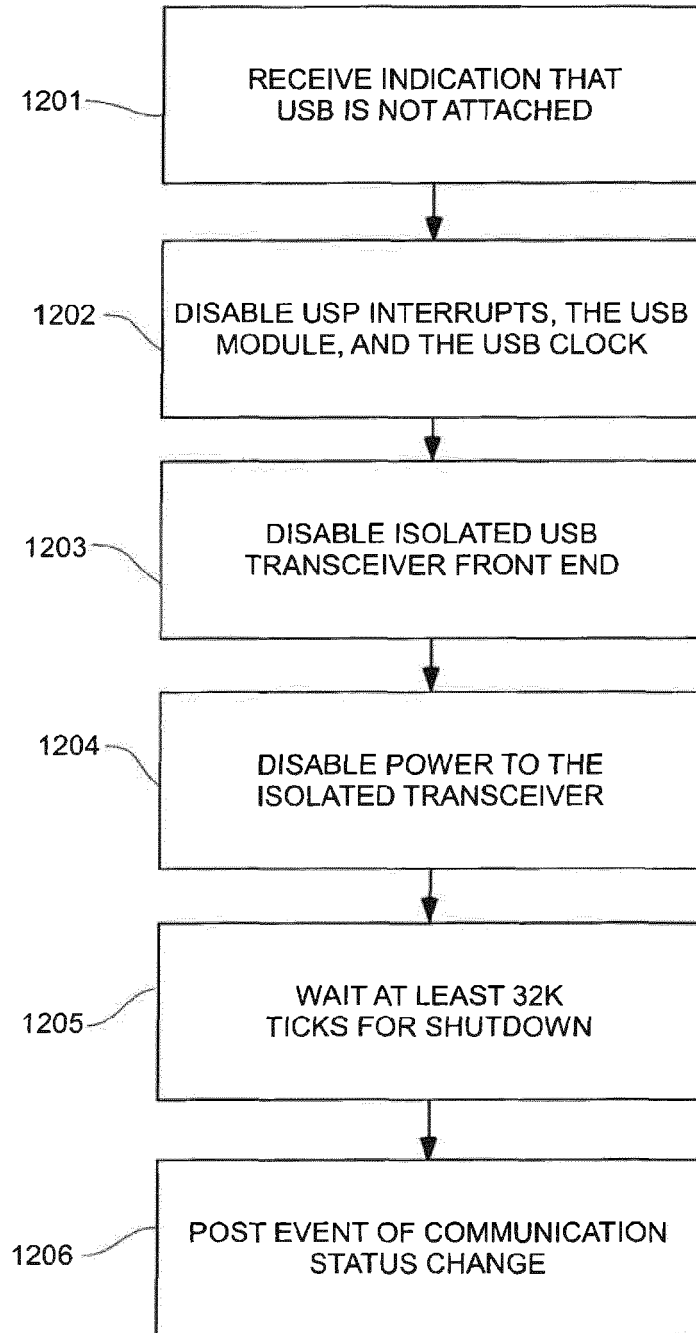 1201
RECEIVE INDICATION THAT
USB IS NOT ATTACHED
1202
DISABLE USP INTERRUPTS, THE USB
MODULE, AND THE USB CLOCK
1203
DISABLE ISOLATED USB
TRANSCEIVER FRONT END
1204
DISABLE POWER TO THE
ISOLATED TRANSCEIVER
1205
WAIT AT LEAST 32K
TICKS FOR SHUTDOWN
1206
POST EVENT OF COMMUNICATION
STATUS CHANGE